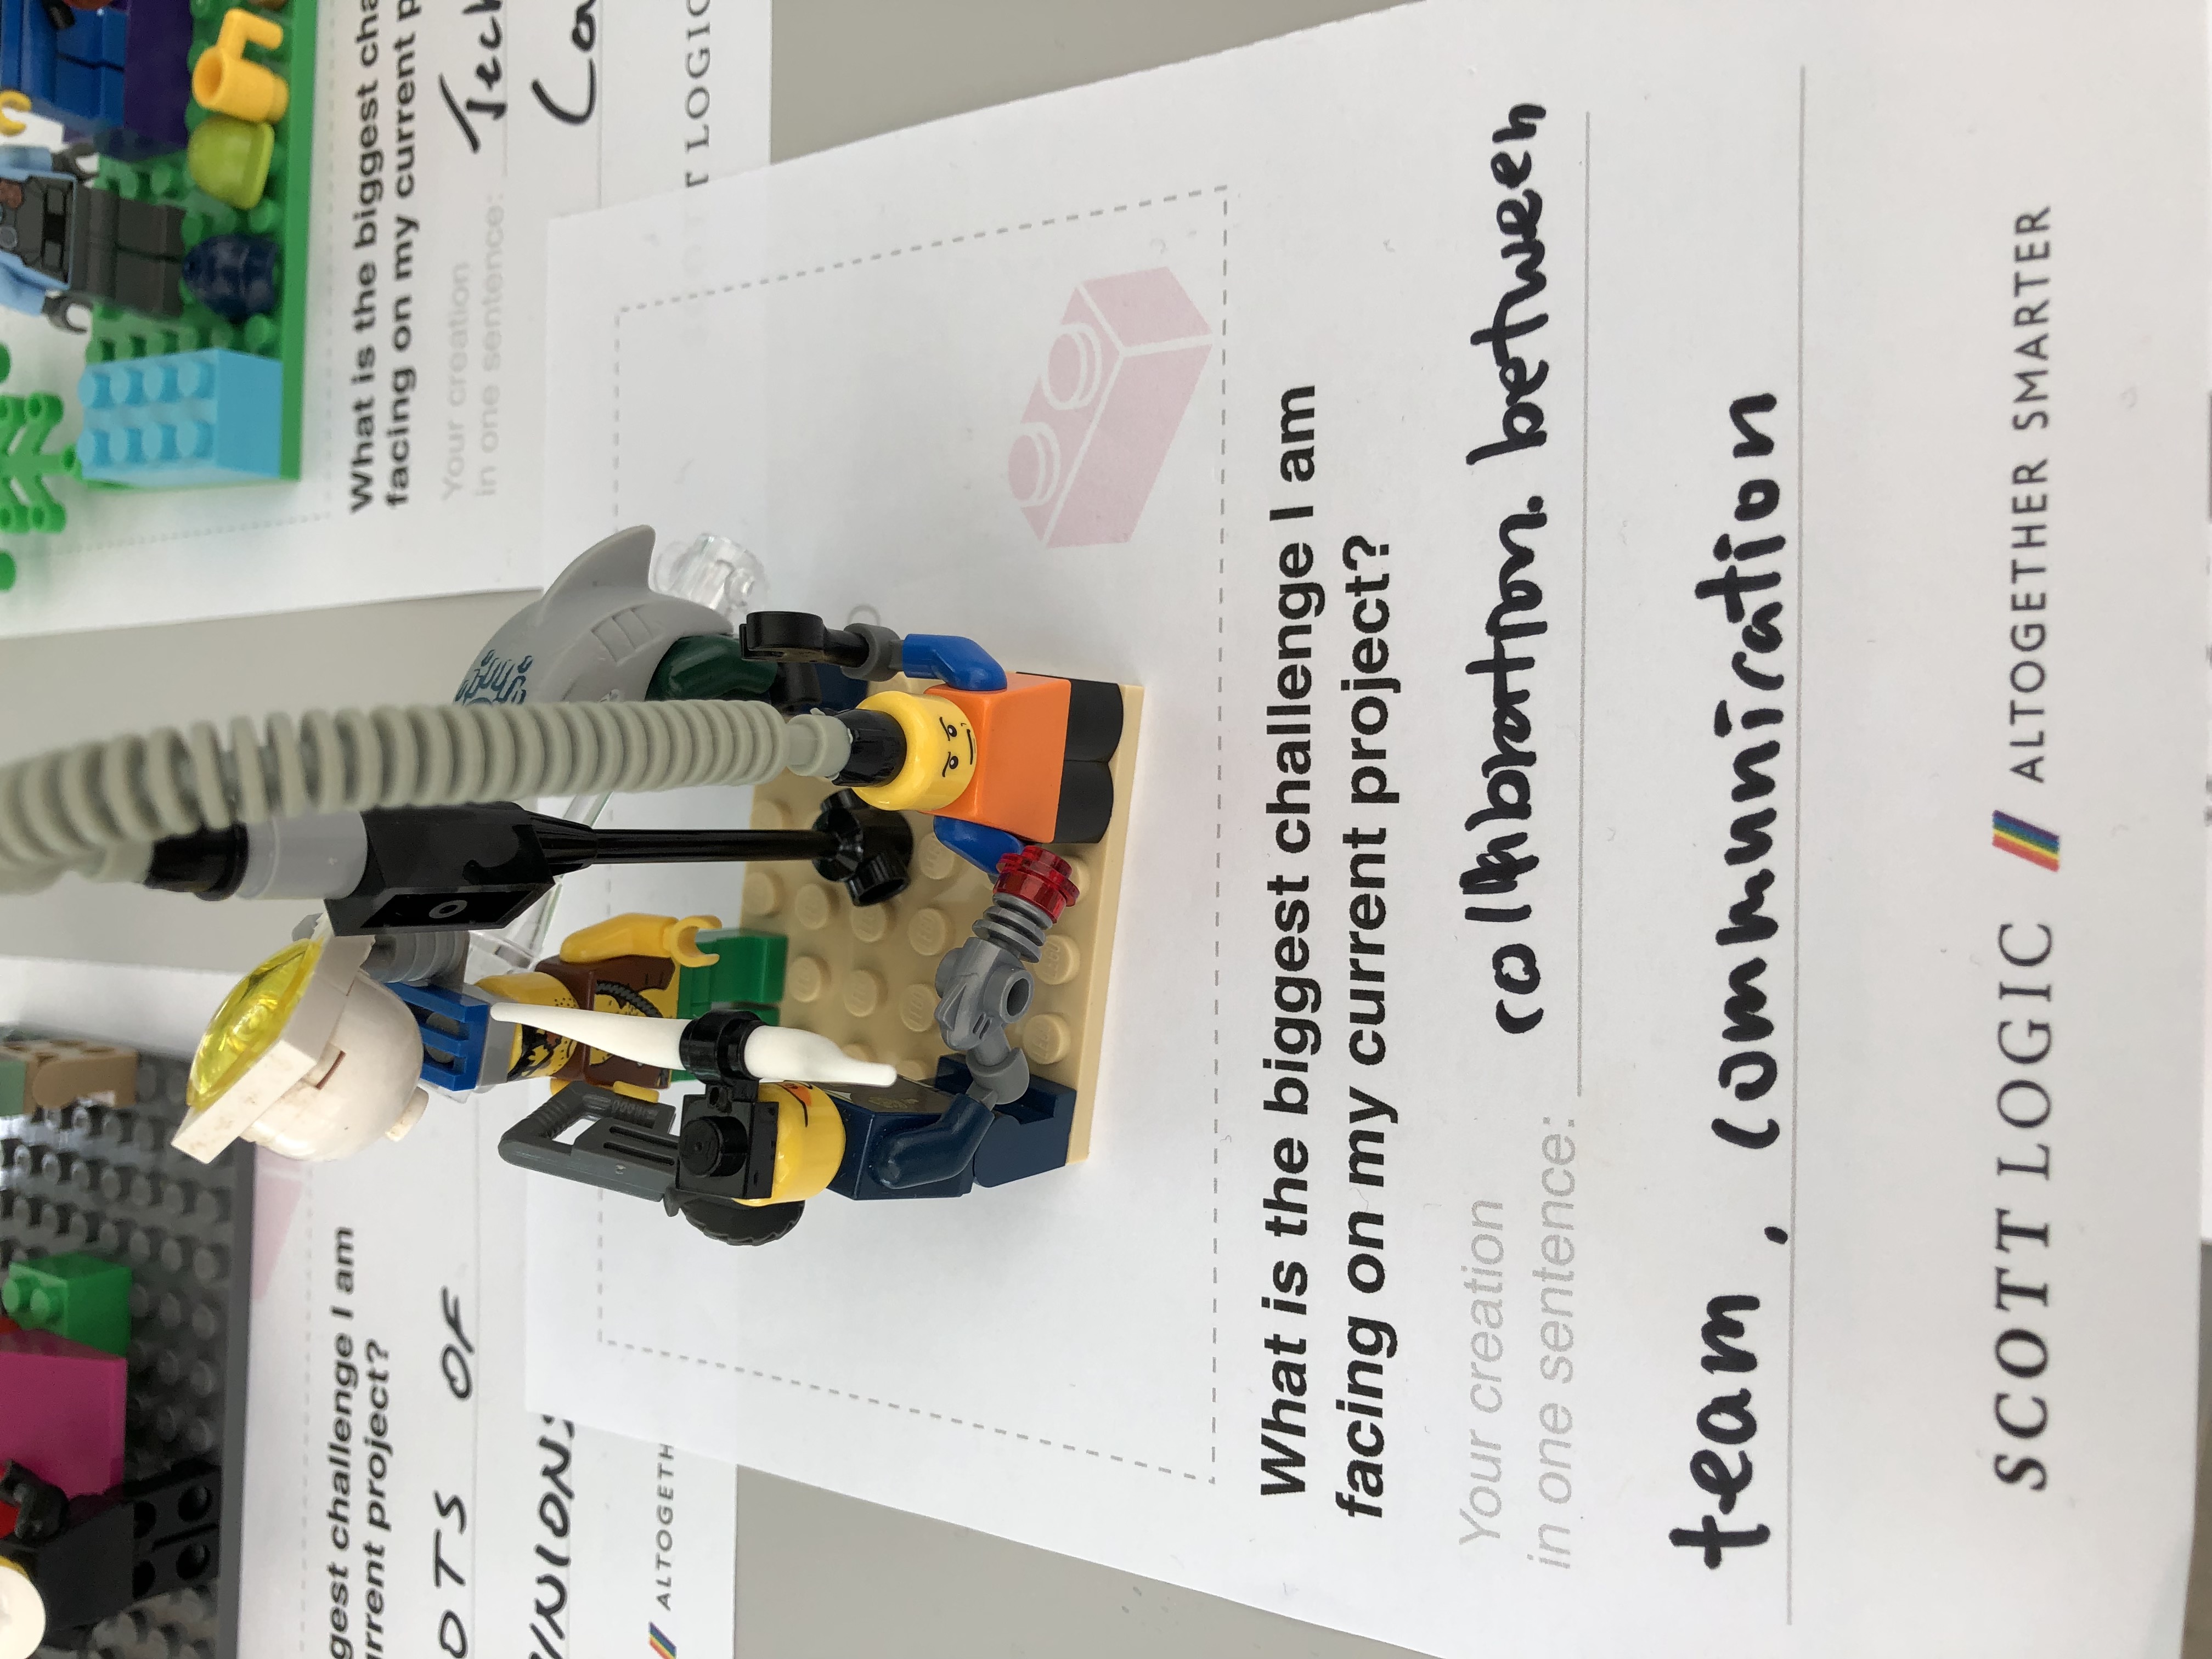 gest challenge I am
rrent project?
OTS OF
INIONS
ALTOGETH
What is the biggest cha
facing on my current p
Your creation
in one sentence: Tech
Co
T LOGIC
What is the biggest challenge I am
facing on my current project?
Your creation
in one sentence: collabration. between
team, communication
SCOTT LOGIC ALTOGETHER SMARTER